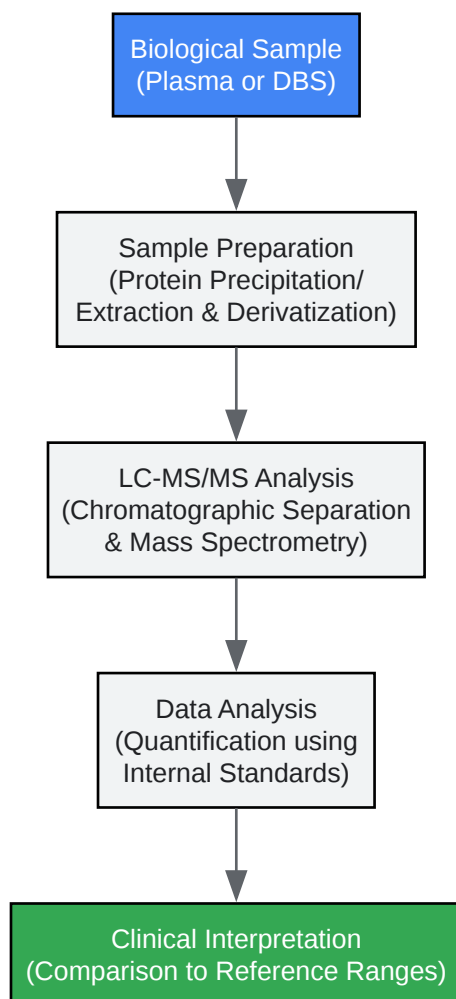 Biological Sample
(Plasma or DBS)
Sample Preparation
(Protein Precipitation/
Extraction & Derivatization)
LC-MS/MS Analysis
(Chromatographic Separation
& Mass Spectrometry)
Data Analysis
(Quantification using
Internal Standards)
Clinical Interpretation
(Comparison to Reference Ranges)